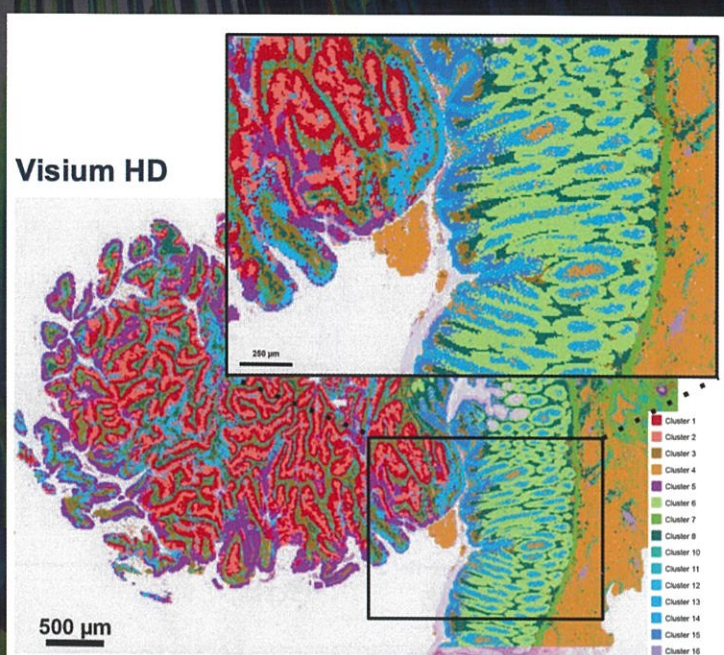 Visium HD
250 µm
500 µm
Cluster 1
Cluster 2
Cluster 3
Cluster 4
Cluster 5
Cluster 6
Cluster 7
Cluster 8
Cluster 10
Cluster 11
Cluster 12
Cluster 13
Cluster 14
Cluster 15
Cluster 16